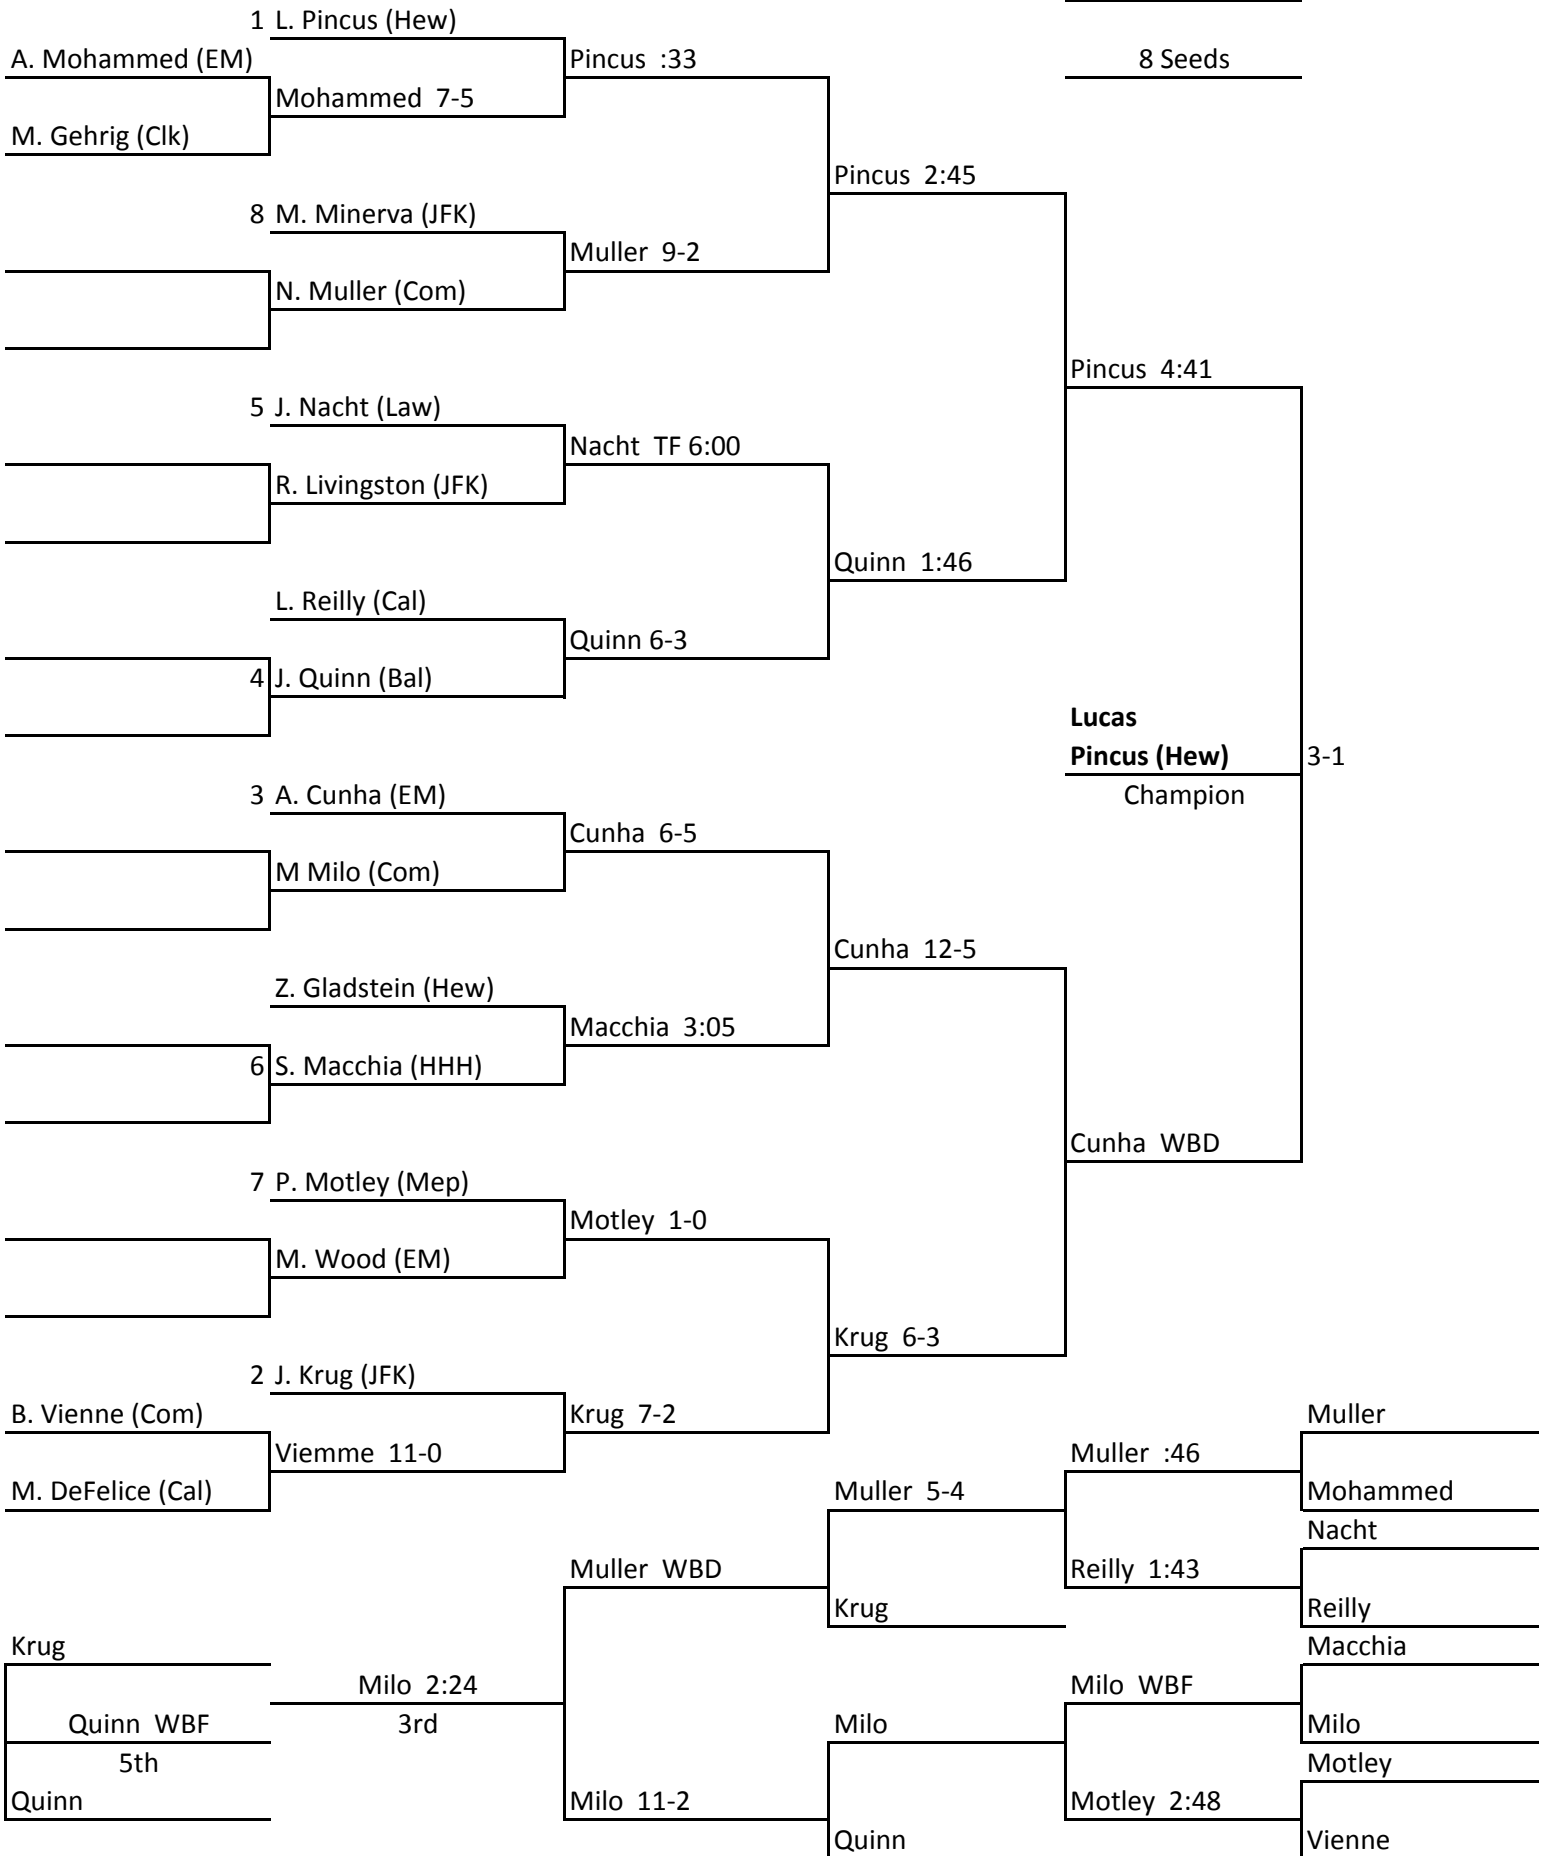 1 L. Pincus (Hew)
A. Mohammed (EM) Pincus :33 8 Seeds
Mohammed 7-5
M. Gehrig (Clk)
Pincus 2:45
8 M. Minerva (JFK)
Muller 9-2
N. Muller (Com)
Pincus 4:41
5 J. Nacht (Law)
Nacht TF 6:00
R. Livingston (JFK)
Quinn 1:46
L. Reilly (Cal)
Quinn 6-3
4 J. Quinn (Bal)
Lucas
Pincus (Hew) 3-1
3 A. Cunha (EM) Champion
Cunha 6-5
M Milo (Com)
Cunha 12-5
Z. Gladstein (Hew)
Macchia 3:05
6 S. Macchia (HHH)
Cunha WBD
7 P. Motley (Mep)
Motley 1-0
M. Wood (EM)
Krug 6-3
2 J. Krug (JFK)
B. Vienne (Com) Krug 7-2 Muller
Viemme 11-0 Muller :46
M. DeFelice (Cal) Muller 5-4 Mohammed
Nacht
Muller WBD Reilly 1:43
Krug Reilly
Krug Macchia
Milo 2:24 Milo WBF
Quinn WBF 3rd Milo Milo
5th Motley
Quinn Milo 11-2 Motley 2:48
Quinn Vienne